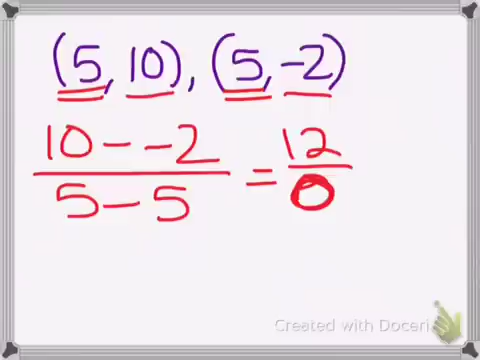 (5, 10), (5, -2)
10 - -2
5 - 5
= 12
0
Created with Doceri